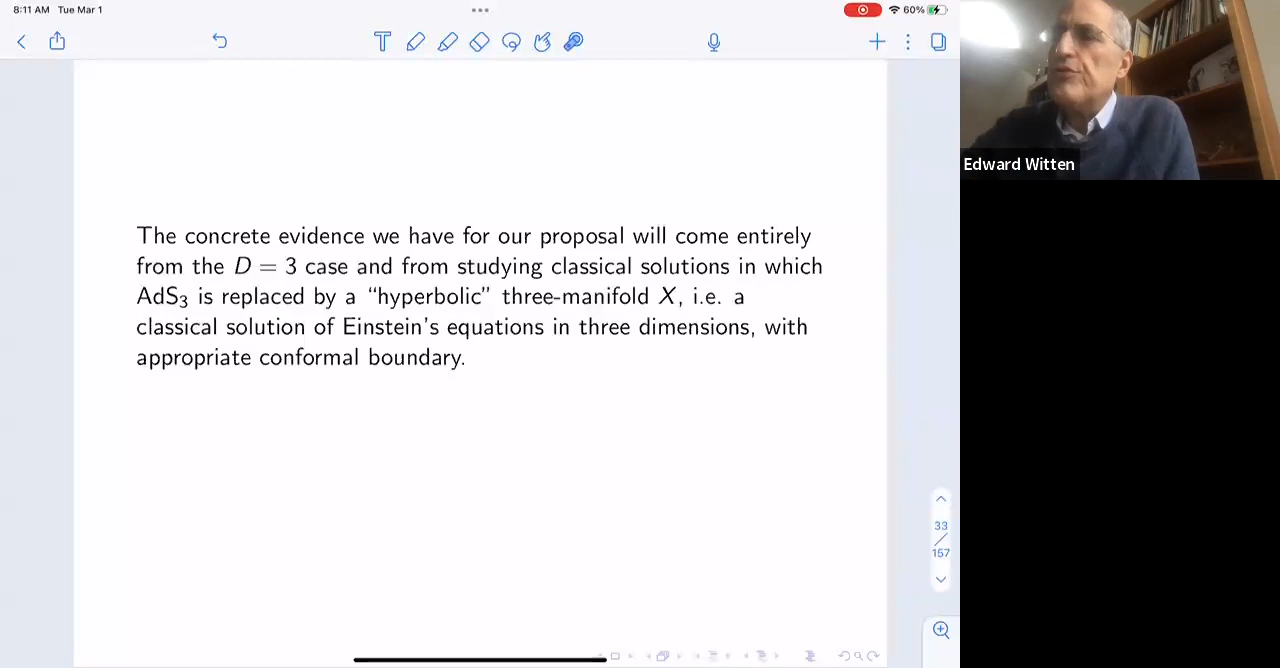 8:11 AM Tue Mar 1
60%
The concrete evidence we have for our proposal will come entirely
from the D = 3 case and from studying classical solutions in which
AdS₃ is replaced by a “hyperbolic” three-manifold X, i.e. a
classical solution of Einstein’s equations in three dimensions, with
appropriate conformal boundary.
33
157
Edward Witten